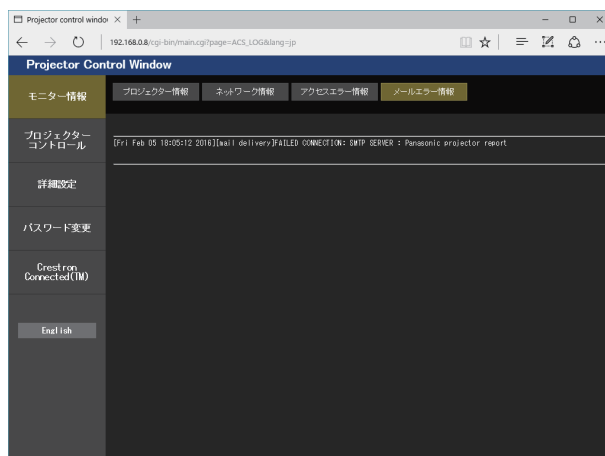 Projector control windo
192.168.0.8/cgi-bin/main.cgi?page=ACS_LOG&lang=jp
Projector Control Window
モニター情報
プロジェクター情報
ネットワーク情報
アクセスエラー情報
メールエラー情報
プロジェクター
コントロール
[Fri Feb 05 18:05:12 2016][mail delivery]FAILED CONNECTION: SMTP SERVER : Panasonic projector report
詳細設定
パスワード変更
Crestron
Connected(TM)
English